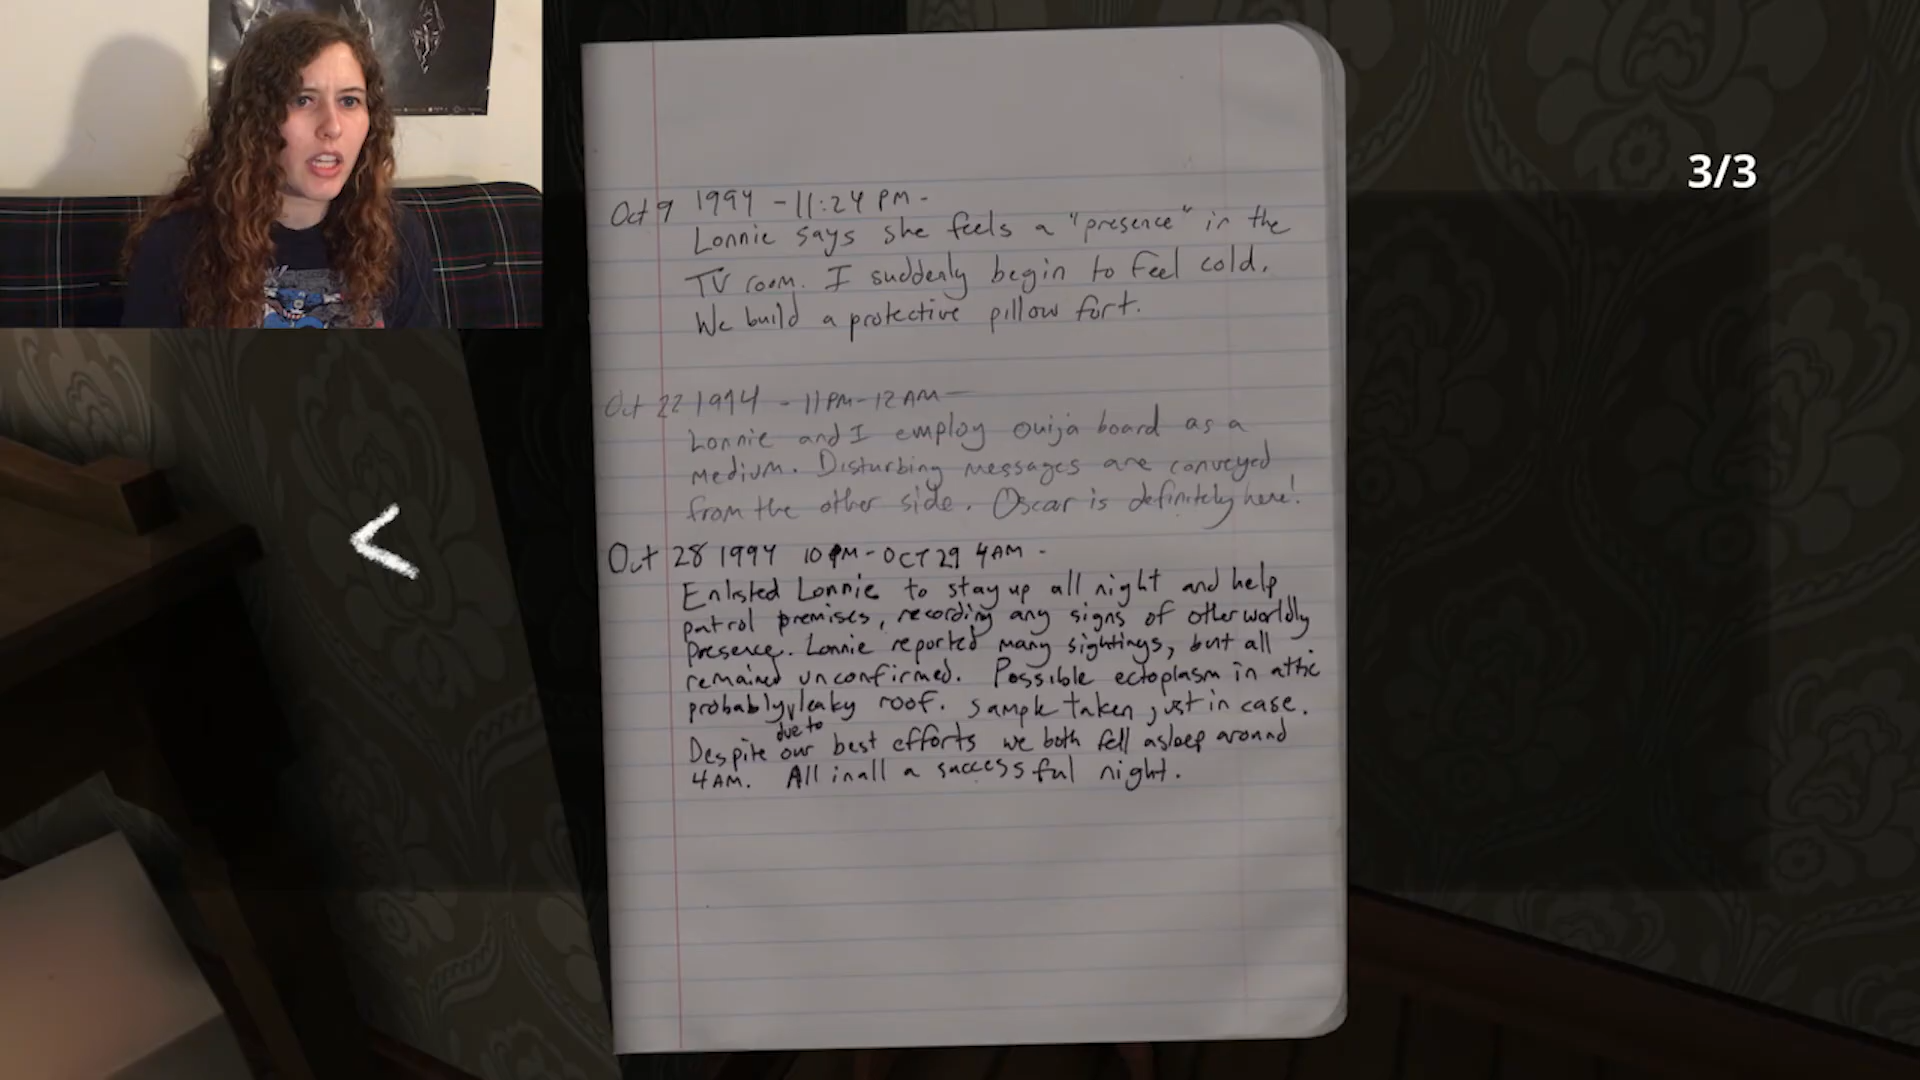 3/3
Oct 9 1994 - 11:24 PM -
Lonnie says she feels a "presence" in the
TV room. I suddenly begin to feel cold.
We build a protective pillow fort.
Oct 22 1994 - 11PM-12AM -
Lonnie and I employ ouija board as a
medium. Disturbing messages are conveyed
from the other side. Oscar is definitely here!
Oct 28 1994 10PM - OCT 29 4AM -
Enlisted Lonnie to stay up all night and help
patrol premises, recording any signs of otherworldly
presence. Lonnie reported many sightings, but all
remained unconfirmed. Possible ectoplasm in attic
probably due to leaky roof. Sample taken just in case.
Despite our best efforts we both fell asleep around
4AM. All in all a successful night.